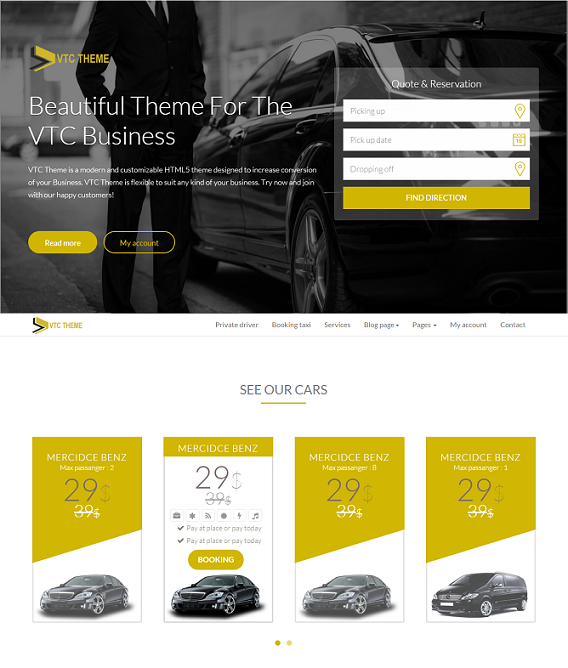 VTC THEME
Beautiful Theme For The
VTC Business
VTC Theme is a modern and customizable HTML5 theme designed to increase conversion
of your Business. VTC Theme is flexible to suit any kind of your business. Try now and join
with our happy customers!
Read more
My account
Quote & Reservation
Picking up
Pick up date
Dropping off
FIND DIRECTION
VTC THEME
Private driver
Booking taxi
Services
Blog page
Pages
My account
Contact
SEE OUR CARS
MERCIDCE BENZ
Max passanger : 2
29$
39$
MERCIDCE BENZ
29$
39$
Pay at place or pay today
Pay at place or pay today
BOOKING
MERCIDCE BENZ
Max passanger : 8
29$
39$
MERCIDCE BENZ
Max passanger : 1
29$
39$